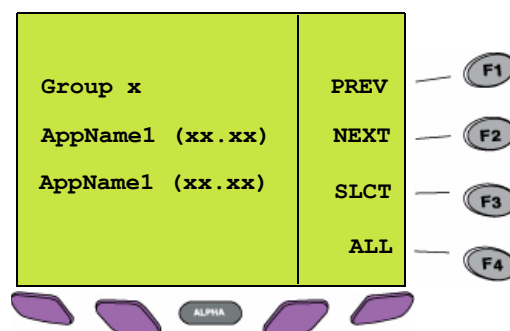 Group x PREV F1
AppName1 (xx.xx) NEXT F2
AppName1 (xx.xx) SLCT F3
ALL F4
ALPHA